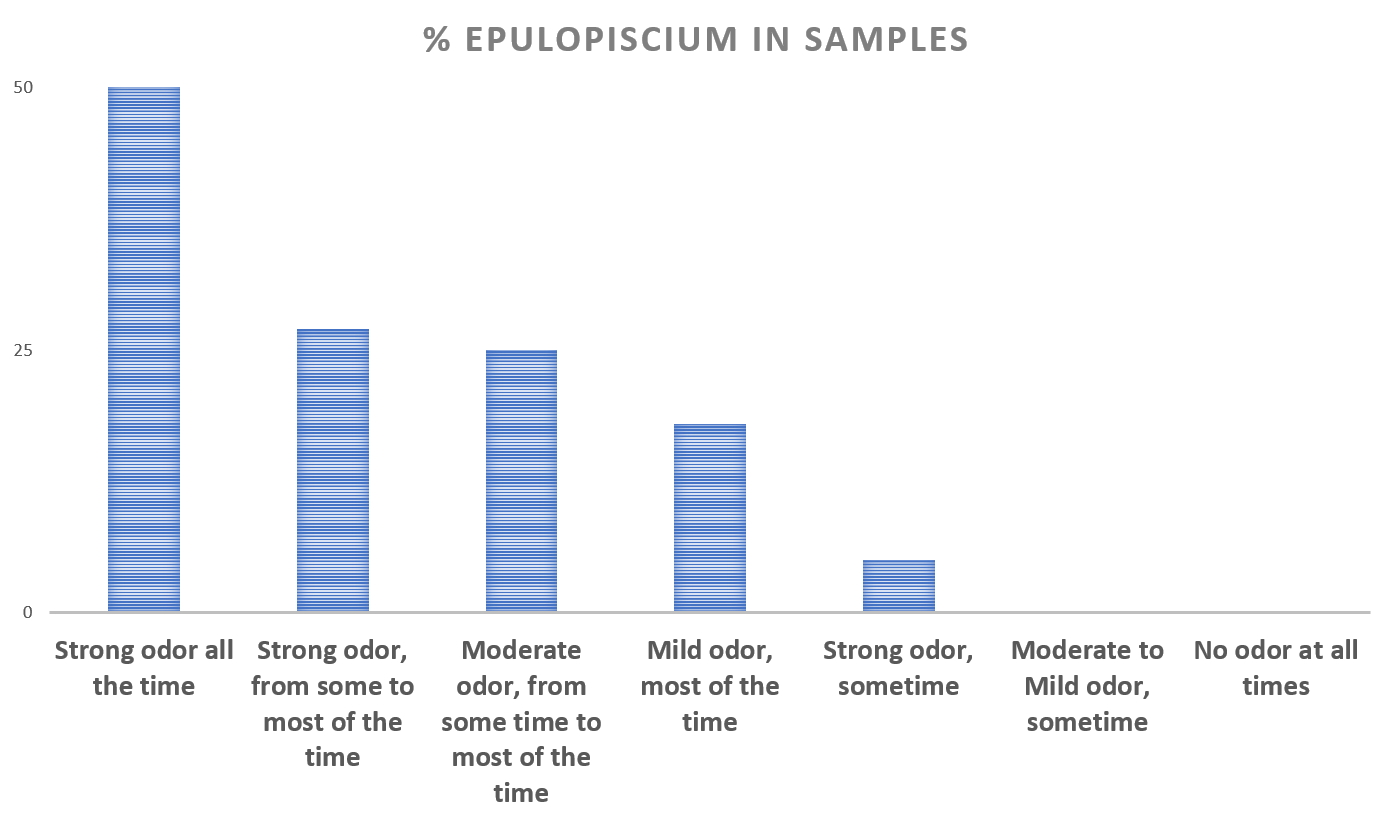 % EPULOPISCIUM IN SAMPLES
50
25
0
Strong odor all
the time
Strong odor,
from some to
most of the
time
Moderate
odor, from
some time to
most of the
time
Mild odor,
most of the
time
Strong odor,
sometime
Moderate to
Mild odor,
sometime
No odor at all
times